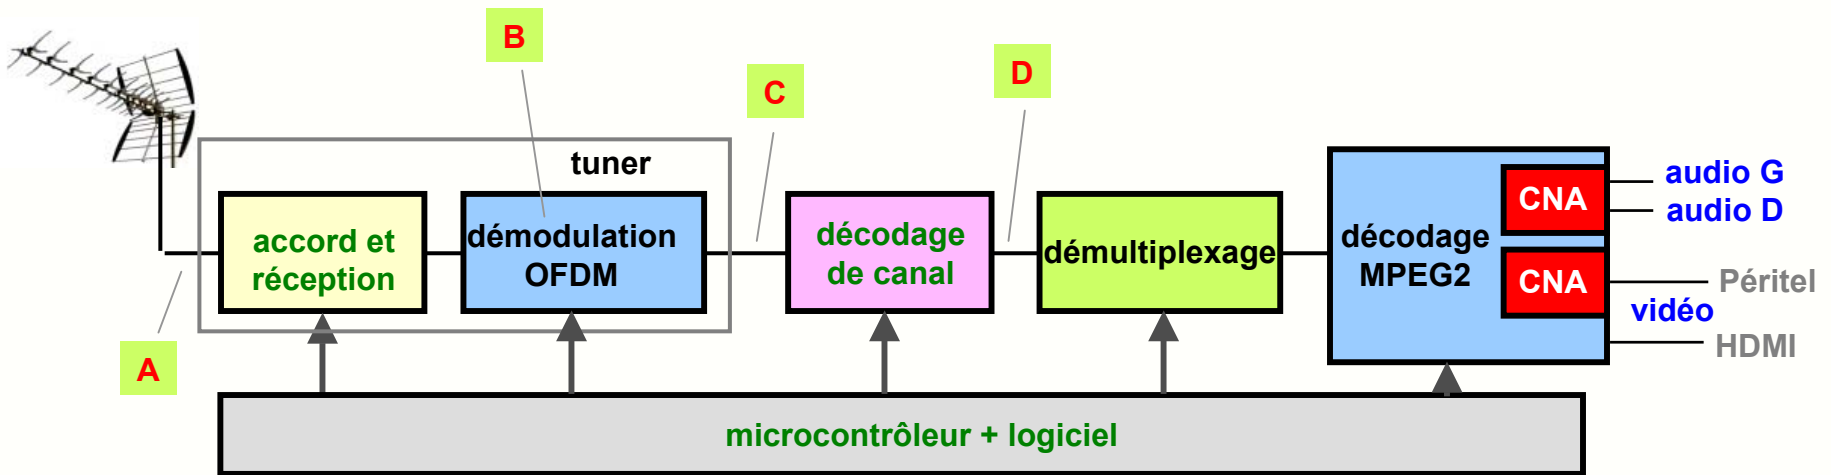 B
C
D
tuner
accord et
réception
démodulation
OFDM
décodage
de canal
démultiplexage
décodage
MPEG2
CNA
CNA
audio G
audio D
Péritel
vidéo
HDMI
A
microcontrôleur + logiciel